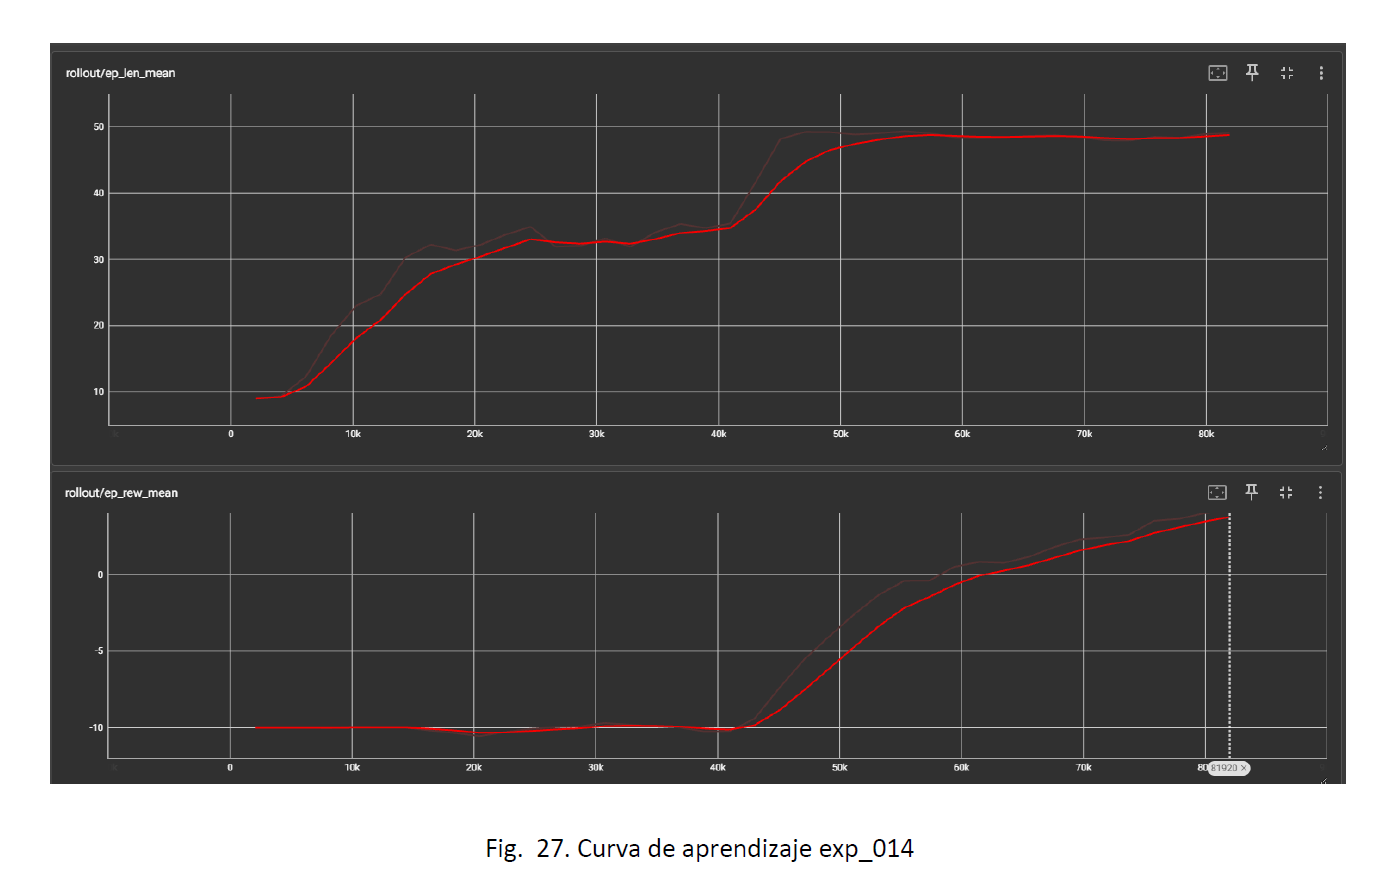 rollout/ep_len_mean
50
40
30
20
10
0 10k 20k 30k 40k 50k 60k 70k 80k
rollout/ep_rew_mean
0
-5
-10
0 10k 20k 30k 40k 50k 60k 70k 80 81920 ×
Fig. 27. Curva de aprendizaje exp_014